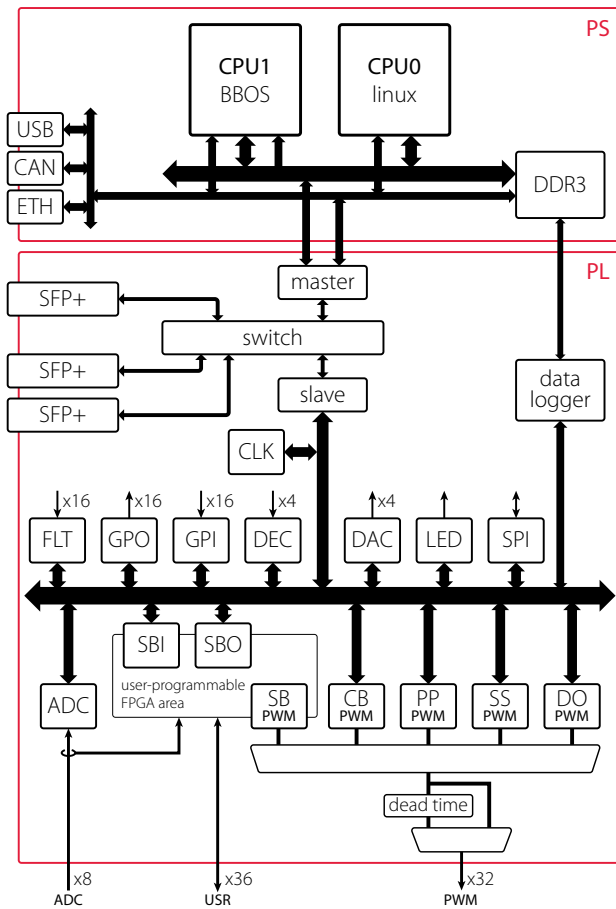 PS
CPU1
BBOS
CPU0
linux
USB
CAN
ETH
DDR3
PL
master
SFP+
switch
SFP+
slave
SFP+
data
logger
CLK
x16
x16
x16
x4
x4
FLT
GPO
GPI
DEC
DAC
LED
SPI
SBI
SBO
user-programmable
FPGA area
ADC
SB
PWM
CB
PWM
PP
PWM
SS
PWM
DO
PWM
dead time
x8
x36
x32
ADC
USR
PWM